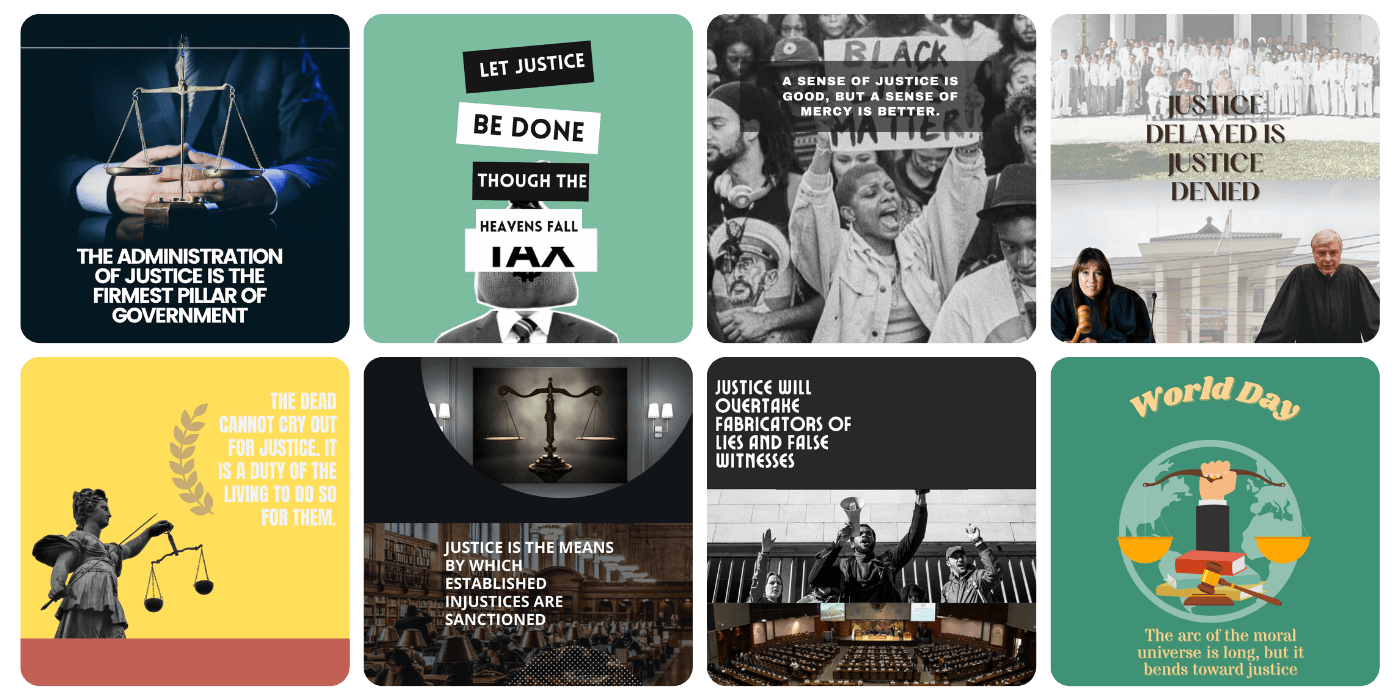 THE ADMINISTRATION
OF JUSTICE IS THE
FIRMEST PILLAR OF
GOVERNMENT
LET JUSTICE
BE DONE
THOUGH THE
HEAVENS FALL
TAX
BLACK
A SENSE OF JUSTICE IS
GOOD, BUT A SENSE OF
MERCY IS BETTER.
MATTER!
JUSTICE
DELAYED IS
JUSTICE
DENIED
THE DEAD
CANNOT CRY OUT
FOR JUSTICE. IT
IS A DUTY OF THE
LIVING TO DO SO
FOR THEM.
JUSTICE IS THE MEANS
BY WHICH
ESTABLISHED
INJUSTICES ARE
SANCTIONED
JUSTICE WILL
OVERTAKE
FABRICATORS OF
LIES AND FALSE
WITNESSES
World Day
The arc of the moral
universe is long, but it
bends toward justice